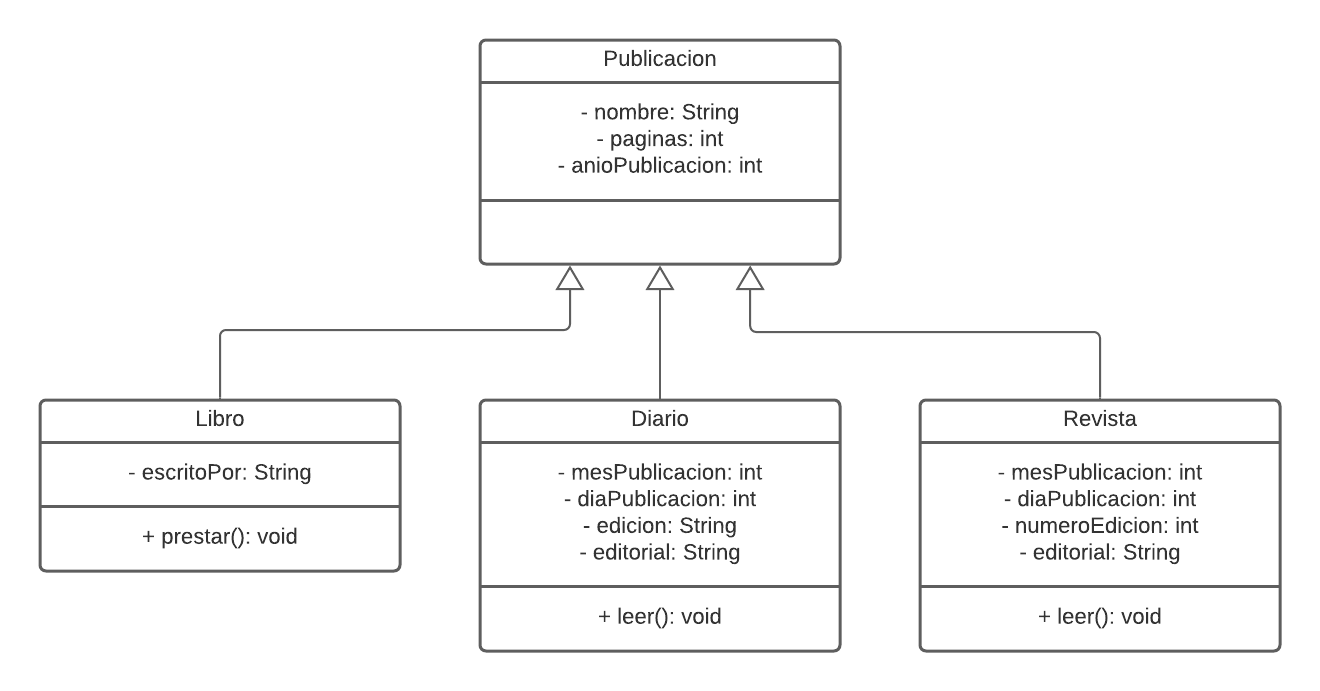 Publicacion
- nombre: String
- paginas: int
- anioPublicacion: int
Libro
- escritoPor: String
+ prestar(): void
Diario
- mesPublicacion: int
- diaPublicacion: int
- edicion: String
- editorial: String
+ leer(): void
Revista
- mesPublicacion: int
- diaPublicacion: int
- numeroEdicion: int
- editorial: String
+ leer(): void